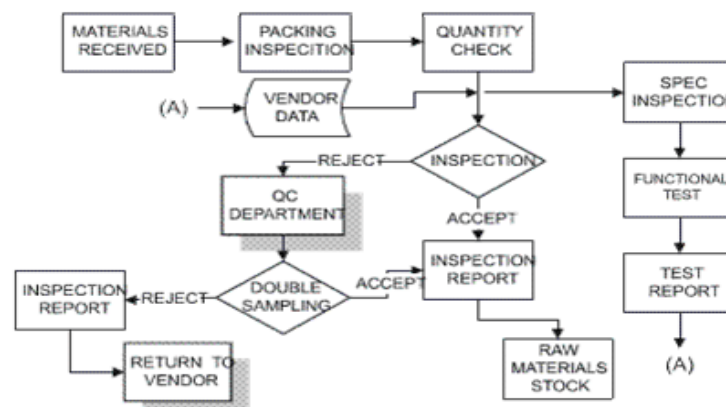 MATERIALS
RECEIVED
PACKING
INSPECITION
QUANTITY
CHECK
(A)
VENDOR
DATA
SPEC
INSPECTION
REJECT
INSPECTION
QC
DEPARTMENT
ACCEPT
FUNCTIONAL
TEST
INSPECTION
REPORT
REJECT
DOUBLE
SAMPLING
ACCEPT
INSPECTION
REPORT
TEST
REPORT
RETURN TO
VENDOR
RAW
MATERIALS
STOCK
(A)